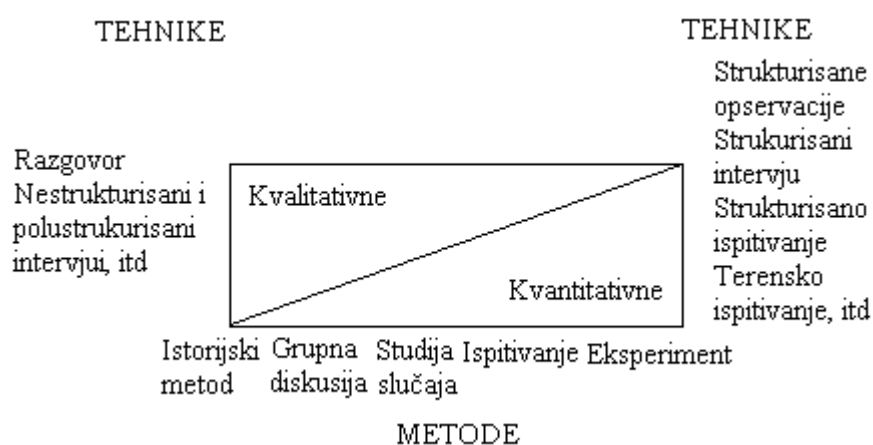 TEHNIKE
TEHNIKE
Strukturisane
opservacije
Strukurisani
intervju
Strukturisano
ispitivanje
Terensko
ispitivanje, itd
Razgovor
Nestrukturisani i
polustrukurisani
intervjui, itd
Kvalitativne
Kvantitativne
Istorijski
metod
Grupna
diskusija
Studija
slučaja
Ispitivanje
Eksperiment
METODE